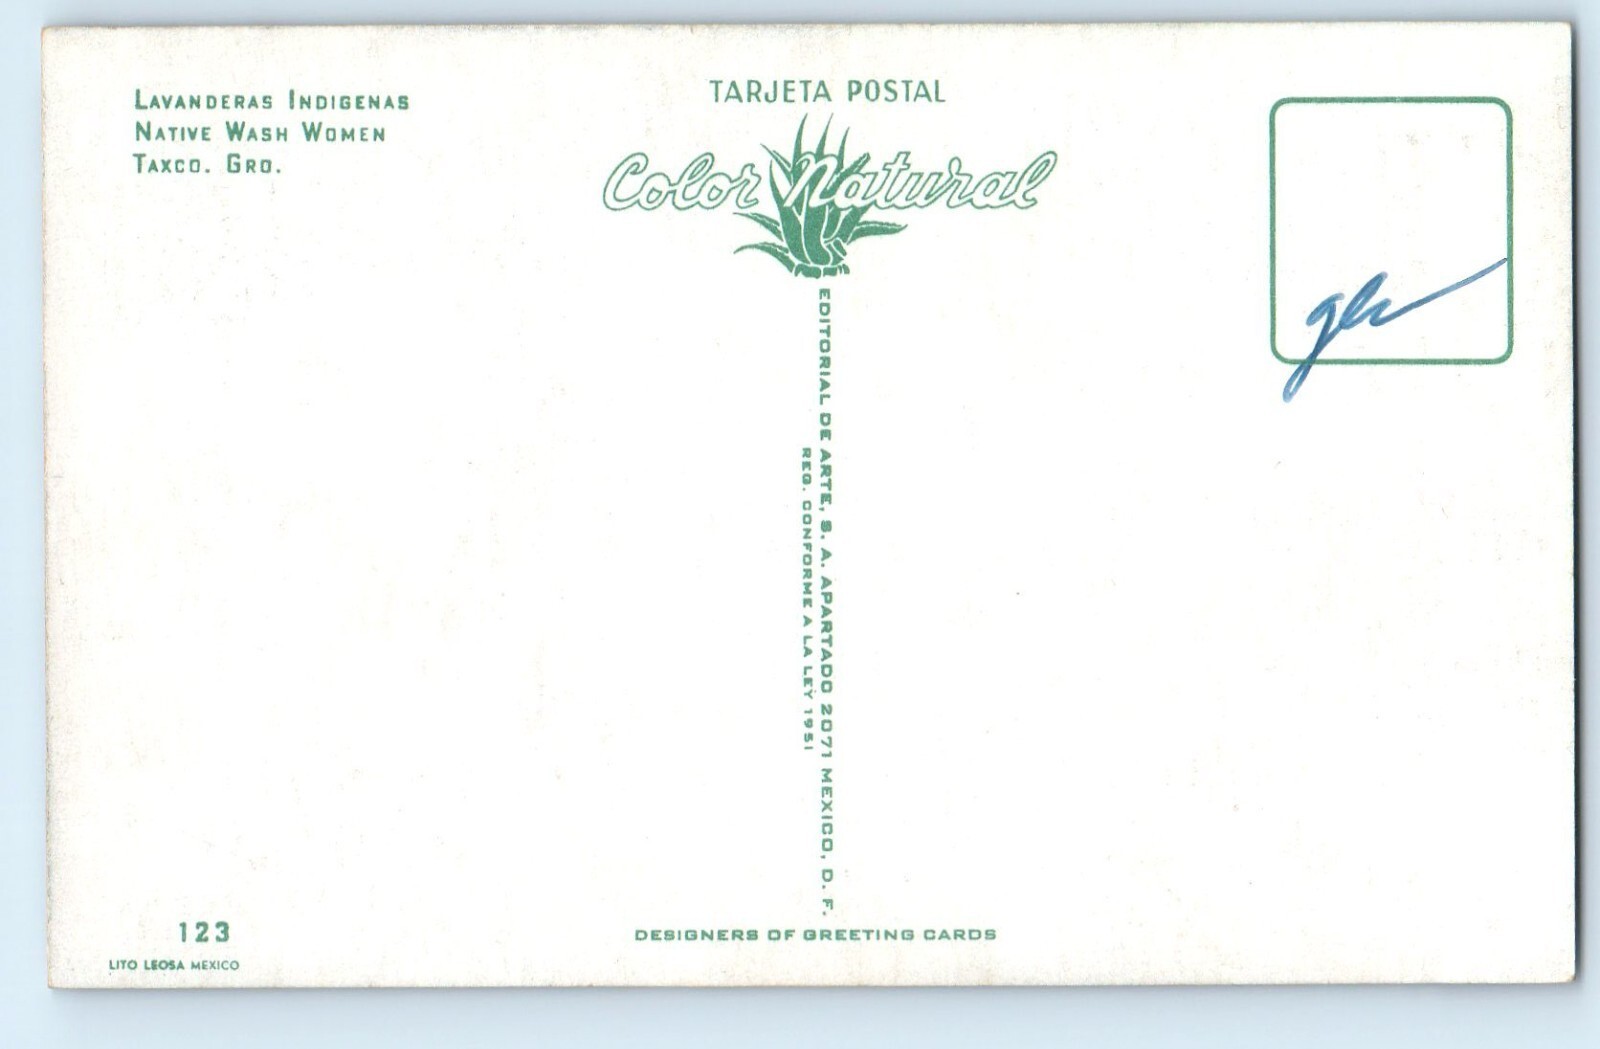 LAVANDERAS INDIGENAS
NATIVE WASH WOMEN
TAXCO. GRO.
TARJETA POSTAL
Color Natural
EDITORIAL DE ARTE, S. A. APARTADO 2071 MEXICO, D. F.
REG. CONFORME A LA LEY 1951
123
LITO LEOSA MEXICO
DESIGNERS OF GREETING CARDS